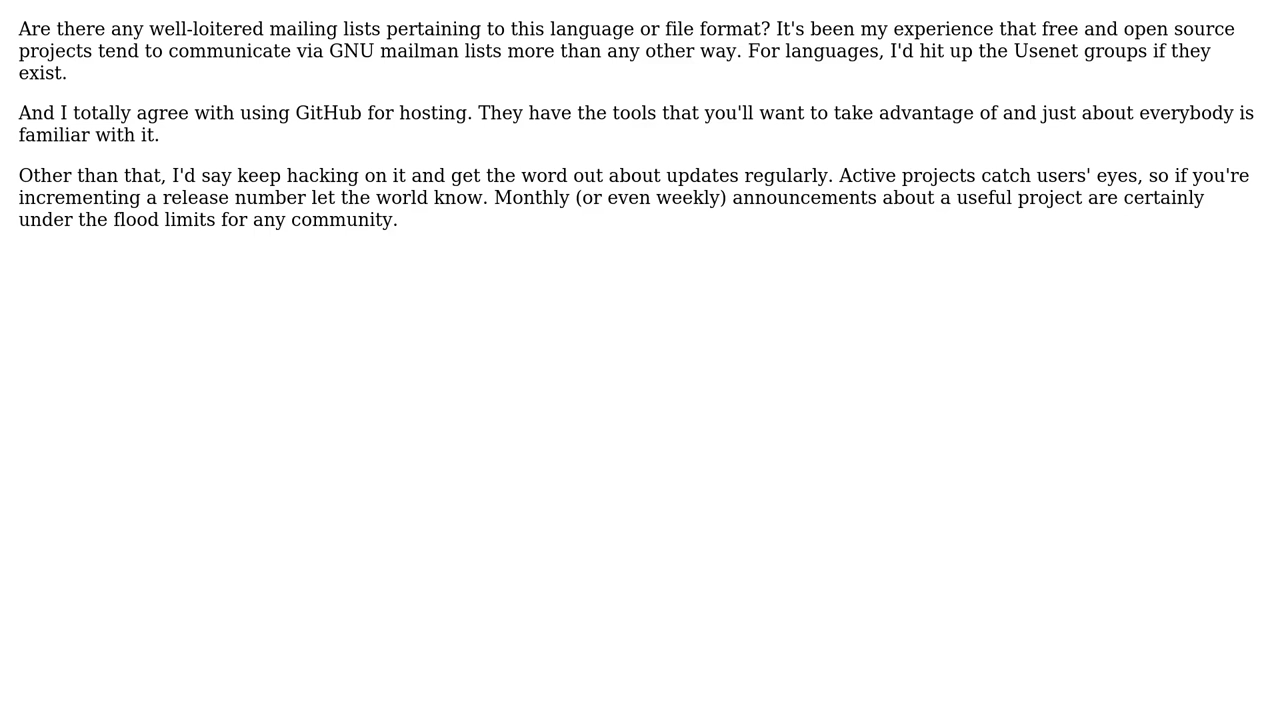 Are there any well-loitered mailing lists pertaining to this language or file format? It's been my experience that free and open source
projects tend to communicate via GNU mailman lists more than any other way. For languages, I'd hit up the Usenet groups if they
exist.
And I totally agree with using GitHub for hosting. They have the tools that you'll want to take advantage of and just about everybody is
familiar with it.
Other than that, I'd say keep hacking on it and get the word out about updates regularly. Active projects catch users' eyes, so if you're
incrementing a release number let the world know. Monthly (or even weekly) announcements about a useful project are certainly
under the flood limits for any community.